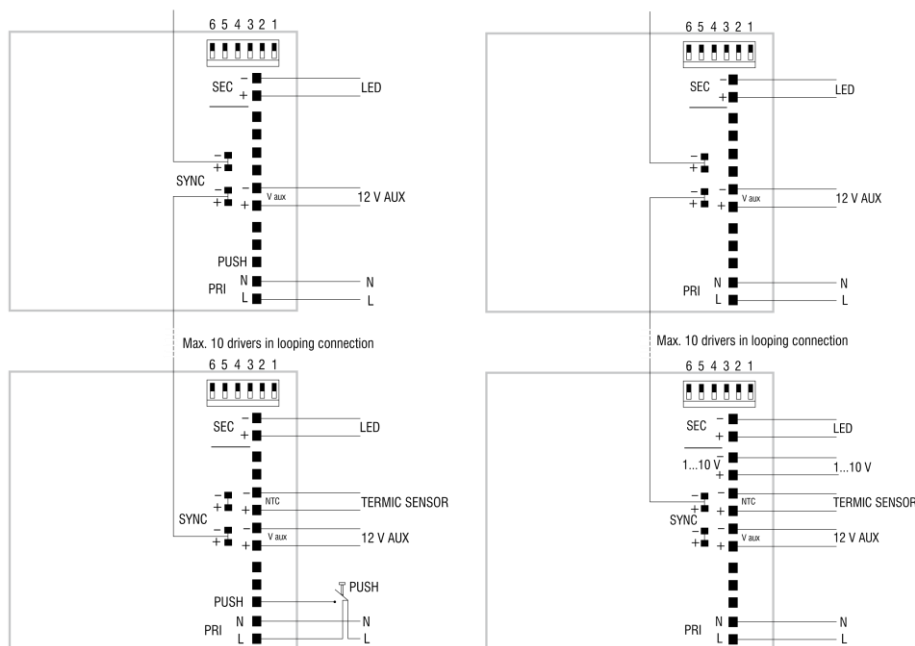 6 5 4 3 2 1
SEC
−
+
LED
−
+
SYNC
−
+
−
+
V aux
12 V AUX
PUSH
PRI
N
L
N
L
Max. 10 drivers in looping connection
6 5 4 3 2 1
SEC
−
+
LED
−
+
SYNC
−
+
−
+
NTC
TERMIC SENSOR
−
+
V aux
12 V AUX
PUSH
PUSH
PRI
N
L
N
L
6 5 4 3 2 1
SEC
−
+
LED
−
+
−
+
−
+
V aux
12 V AUX
PRI
N
L
N
L
Max. 10 drivers in looping connection
6 5 4 3 2 1
SEC
−
+
LED
1...10 V
−
+
1...10 V
−
+
SYNC
−
+
−
+
NTC
TERMIC SENSOR
−
+
V aux
12 V AUX
PRI
N
L
N
L